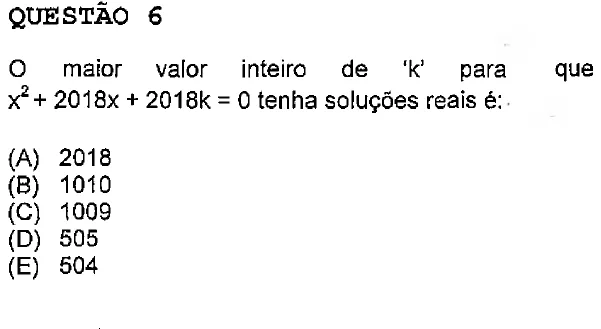 QUESTÃO 6
O maior valor inteiro de 'k' para que
x² + 2018x + 2018k = 0 tenha soluções reais é:
(A) 2018
(B) 1010
(C) 1009
(D) 505
(E) 504